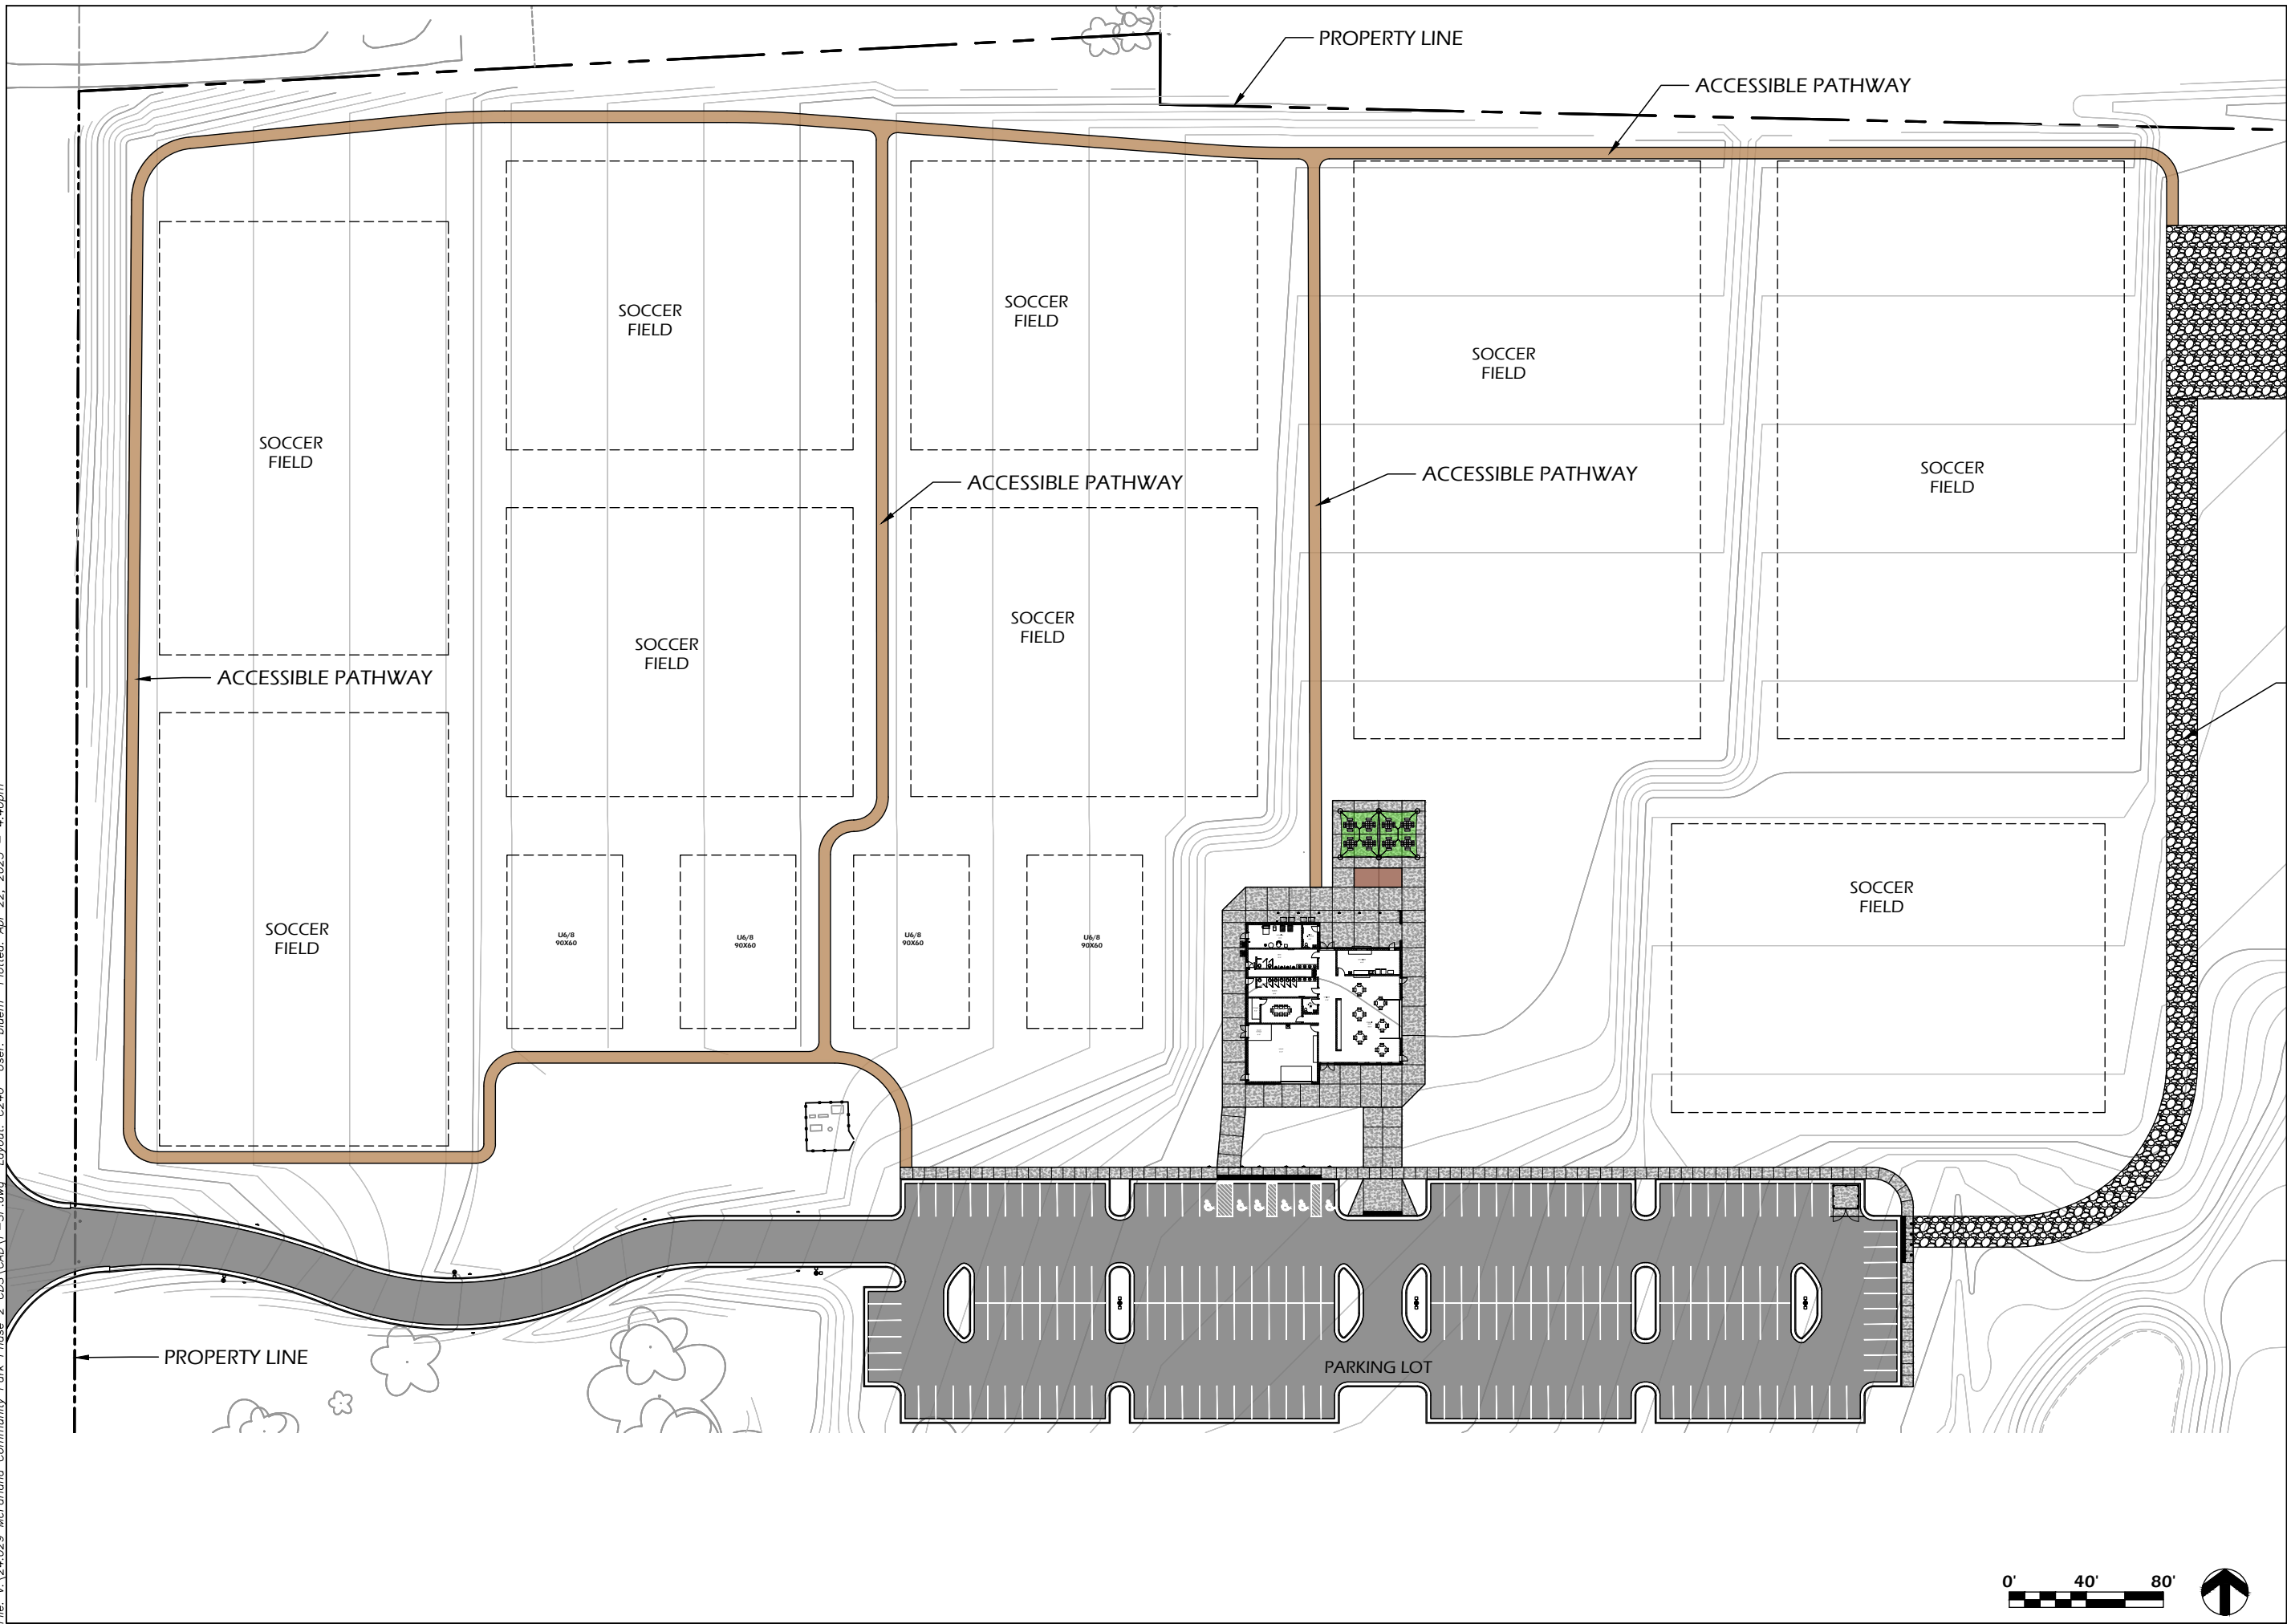 PROPERTY LINE
ACCESSIBLE PATHWAY
SOCCER
FIELD
SOCCER
FIELD
SOCCER
FIELD
SOCCER
FIELD
SOCCER
FIELD
ACCESSIBLE PATHWAY
ACCESSIBLE PATHWAY
SOCCER
FIELD
SOCCER
FIELD
ACCESSIBLE PATHWAY
SOCCER
FIELD
SOCCER
FIELD
U6/8
90X60
U6/8
90X60
U6/8
90X60
U6/8
90X60
PROPERTY LINE
PARKING LOT
0' 40' 80'